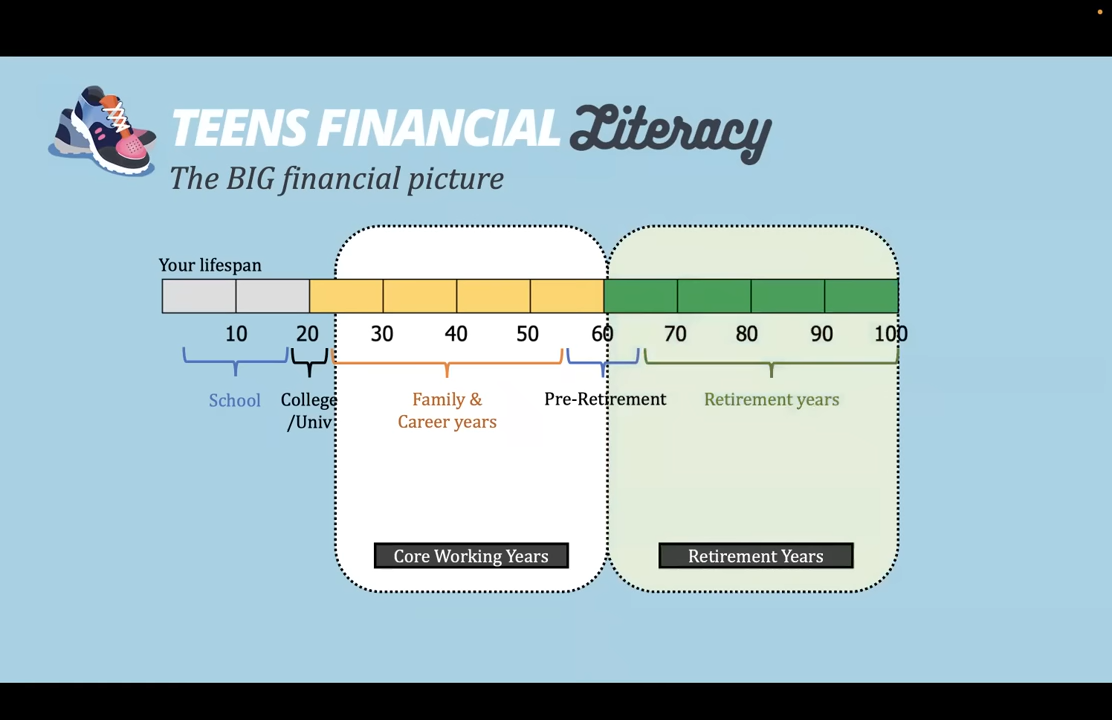 TEENS FINANCIAL Literacy
The BIG financial picture
Your lifespan
10 20 30 40 50 60 70 80 90 100
School
College
/Univ
Family &
Career years
Pre-Retirement
Retirement years
Core Working Years
Retirement Years